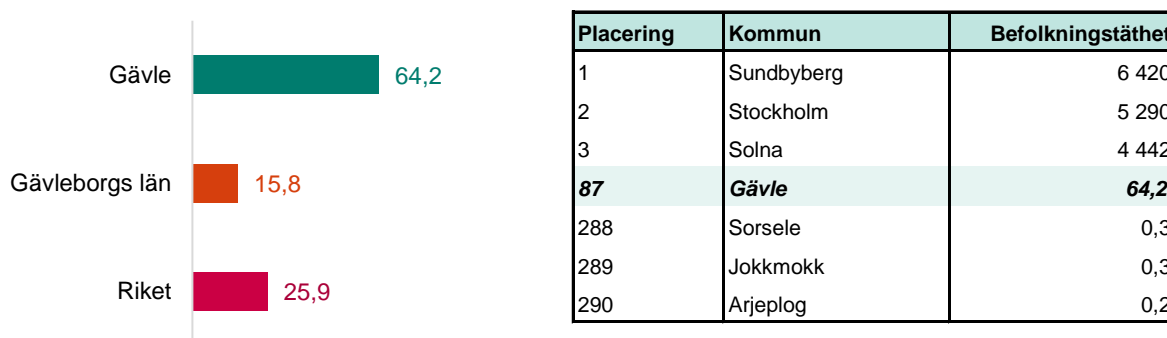 Gävle 64,2
Gävleborgs län 15,8
Riket 25,9
Placering Kommun Befolkningstäthet
1 Sundbyberg 6 420
2 Stockholm 5 290
3 Solna 4 442
87 Gävle 64,2
288 Sorsele 0,3
289 Jokkmokk 0,3
290 Arjeplog 0,2